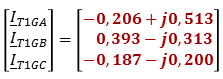 [I_T1GA] = [−0,206 + j0,513]
[I_T1GB] = [0,393 − j0,313]
[I_T1GC] = [−0,187 − j0,200]